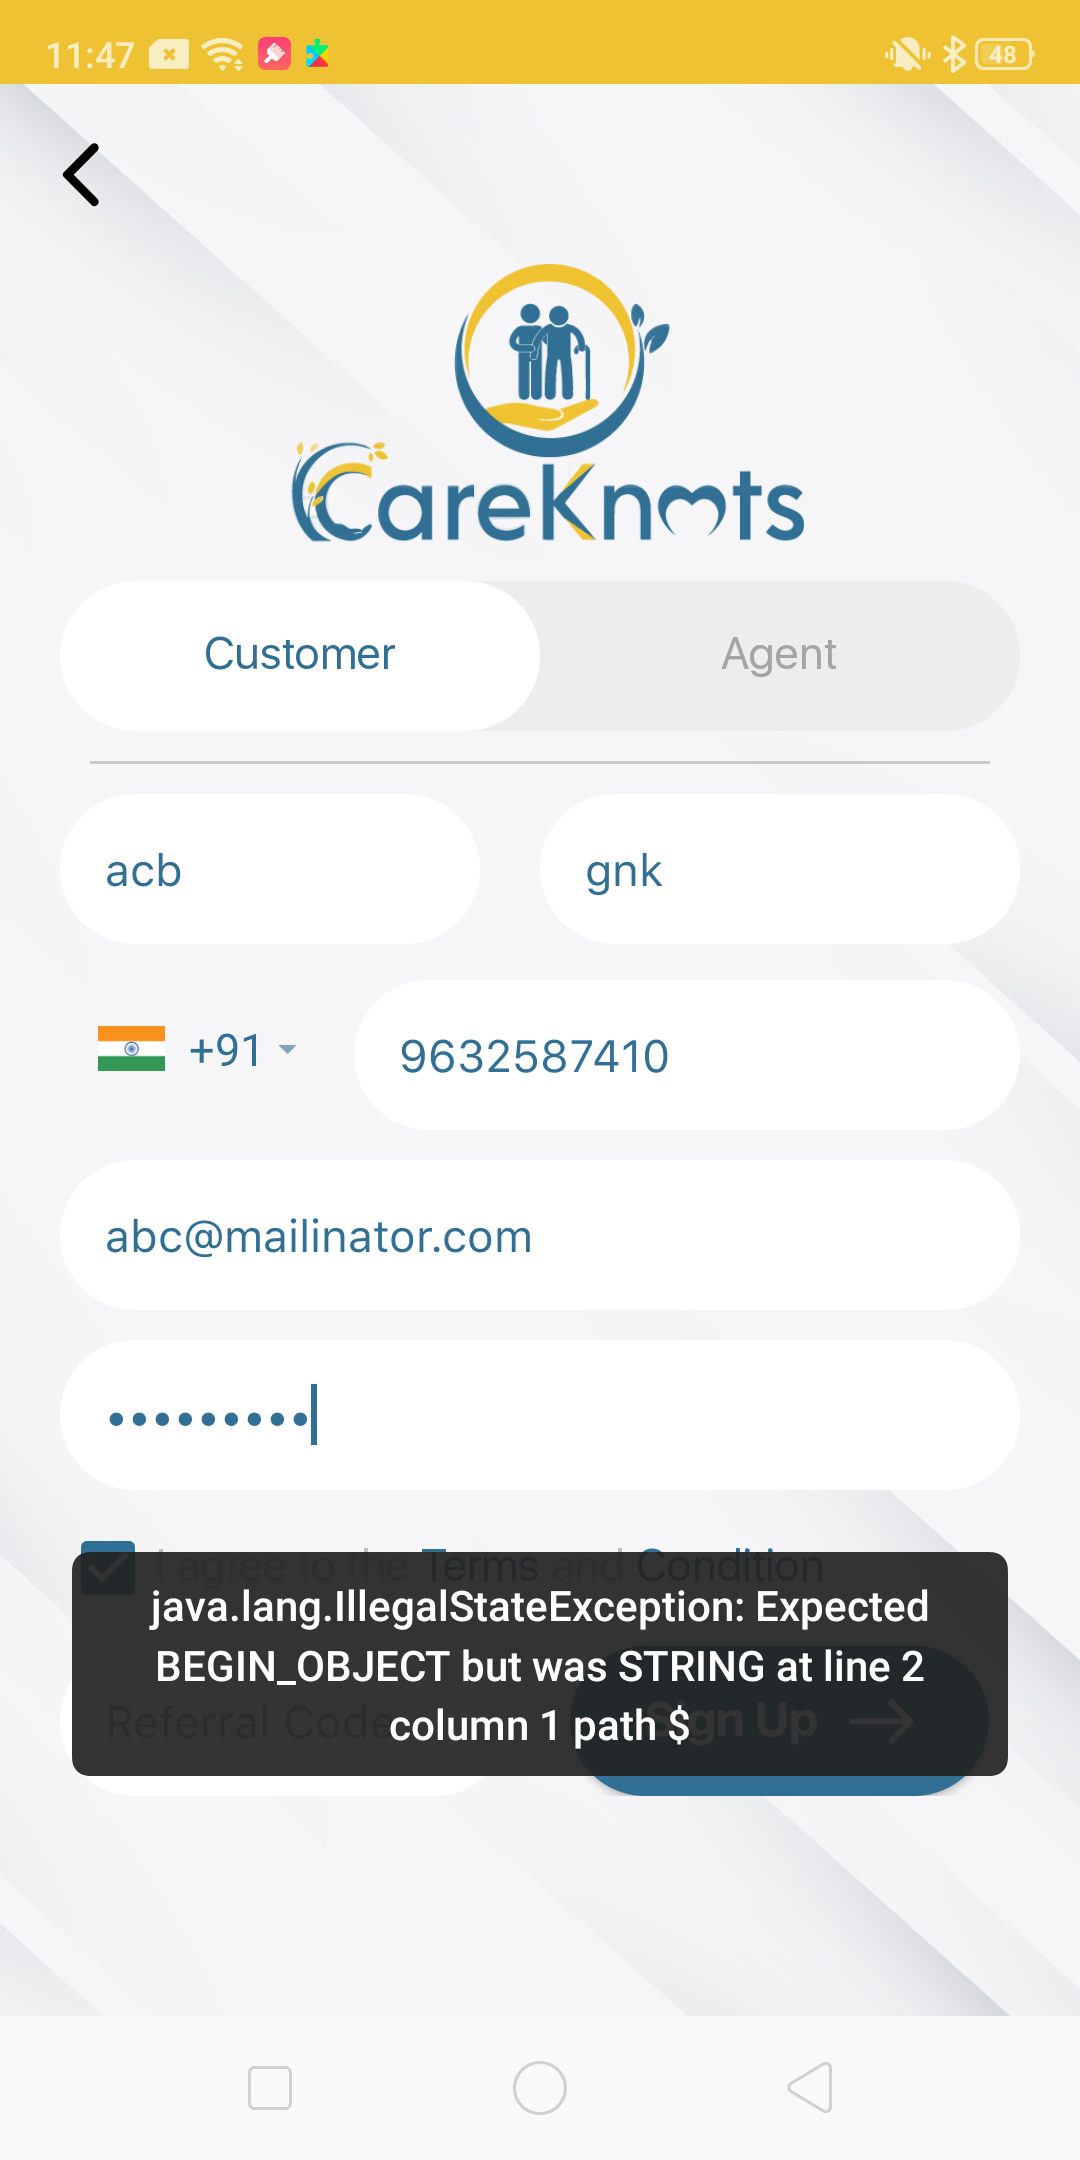 11:47
48
CareKnots
Customer
Agent
acb
gnk
+91
9632587410
abc@mailinator.com
I agree to the Terms and Condition
java.lang.IllegalStateException: Expected
BEGIN_OBJECT but was STRING at line 2
column 1 path $
Referral Code
Sign Up